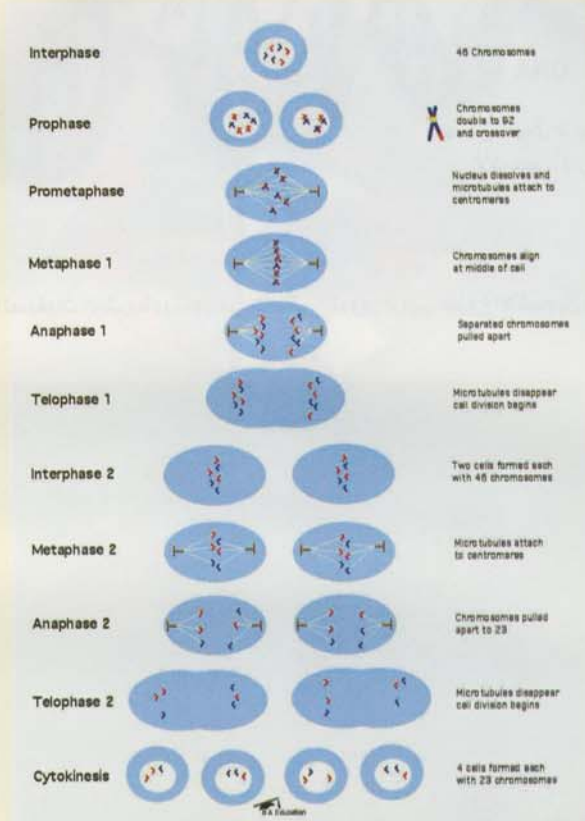 Interphase
46 Chromosomes
Prophase
Chromosomes
double to 92
and crossover
Prometaphase
Nucleus dissolves and
microtubules attach to
centromeres
Metaphase 1
Chromosomes align
at middle of cell
Anaphase 1
Separated chromosomes
pulled apart
Telophase 1
Microtubules disappear
cell division begins
Interphase 2
Two cells formed each
with 46 chromosomes
Metaphase 2
Microtubules attach
to centromeres
Anaphase 2
Chromosomes pulled
apart to 23
Telophase 2
Microtubules disappear
cell division begins
Cytokinesis
4 cells formed each
with 23 chromosomes
Education